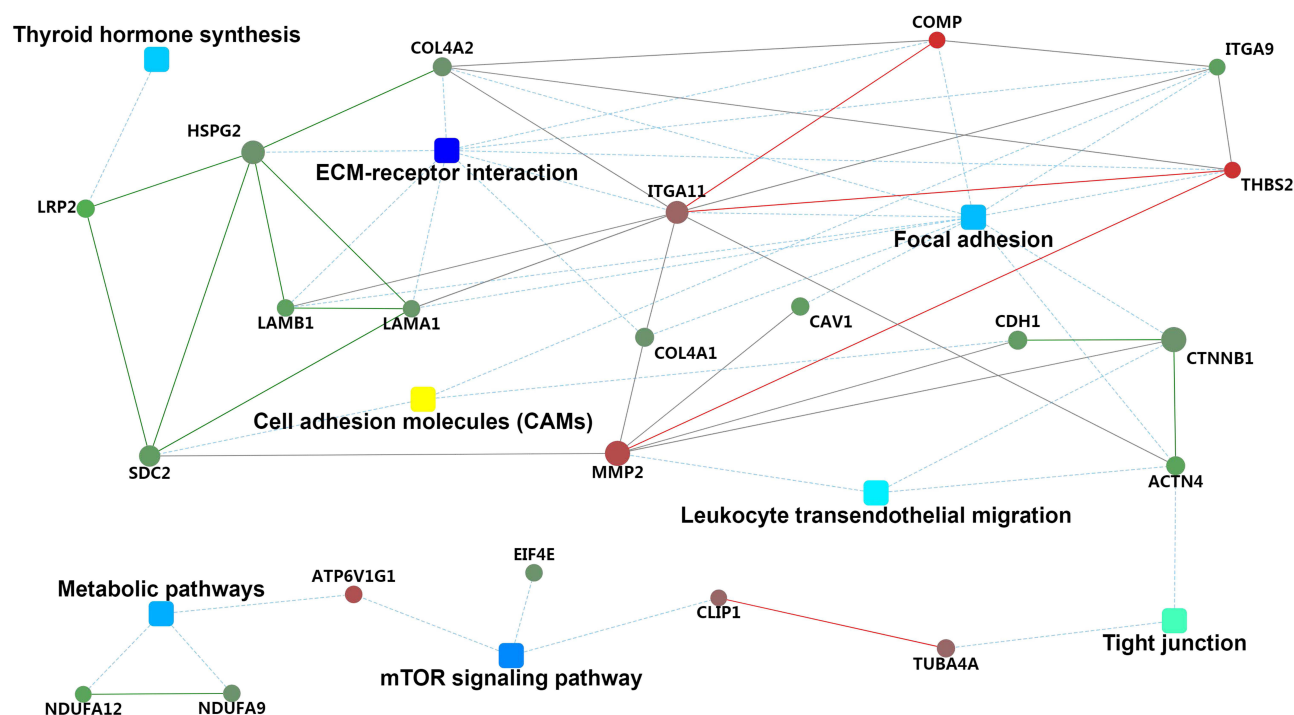 COMP
Thyroid hormone synthesis
COL4A2
ITGA9
HSPG2
ECM-receptor interaction
ITGA11
THBS2
LRP2
Focal adhesion
LAMB1
LAMA1
CAV1
CDH1
COL4A1
CTNNB1
Cell adhesion molecules (CAMs)
SDC2
MMP2
ACTN4
Leukocyte transendothelial migration
EIF4E
ATP6V1G1
Metabolic pathways
CLIP1
Tight junction
TUBA4A
mTOR signaling pathway
NDUFA12
NDUFA9